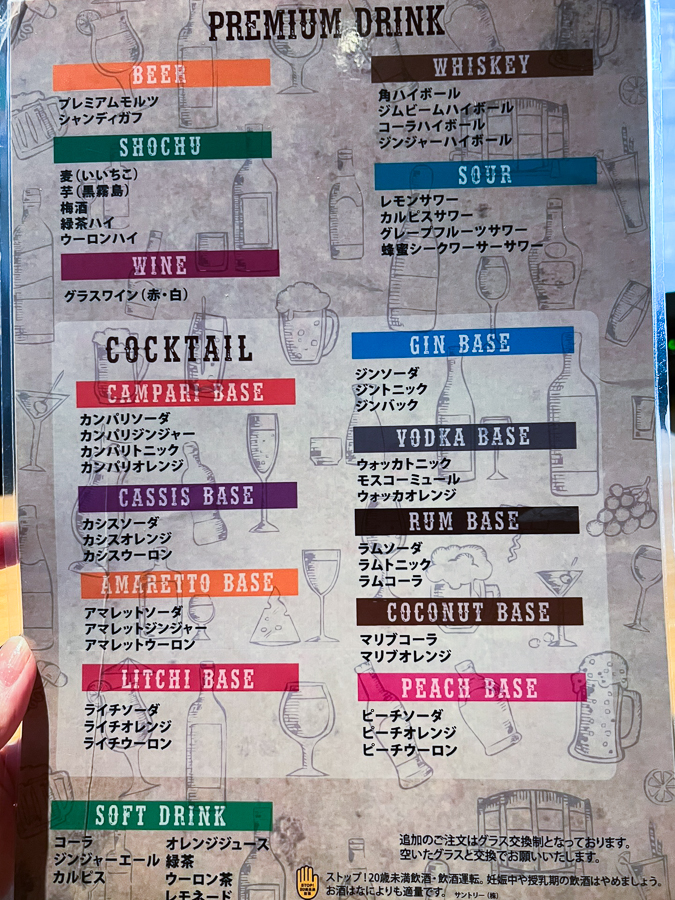 PREMIUM DRINK
BEER
プレミアムモルツ
シャンディガフ
SHOCHU
麦(いいちこ)
芋(黒霧島)
梅酒
緑茶ハイ
ウーロンハイ
WINE
グラスワイン(赤・白)
WHISKEY
角ハイボール
ジムビームハイボール
コーラハイボール
ジンジャーハイボール
SOUR
レモンサワー
カルピスサワー
グレープフルーツサワー
蜂蜜シークワーサーサワー
COCKTAIL
CAMPARI BASE
カンパリソーダ
カンパリジンジャー
カンパリトニック
カンパリオレンジ
CASSIS BASE
カシスソーダ
カシスオレンジ
カシスウーロン
AMARETTO BASE
アマレットソーダ
アマレットジンジャー
アマレットウーロン
LITCHI BASE
ライチソーダ
ライチオレンジ
ライチウーロン
GIN BASE
ジンソーダ
ジントニック
ジンバック
VODKA BASE
ウォッカトニック
モスコーミュール
ウォッカオレンジ
RUM BASE
ラムソーダ
ラムトニック
ラムコーラ
COCONUT BASE
マリブコーラ
マリブオレンジ
PEACH BASE
ピーチソーダ
ピーチオレンジ
ピーチウーロン
SOFT DRINK
コーラ
ジンジャーエール
カルピス
オレンジジュース
緑茶
ウーロン茶
レモネード
追加のご注文はグラス交換制となっております。
空いたグラスと交換でお願いいたします。
STOP!
ストップ!20歳未満飲酒・飲酒運転。妊娠中や授乳期の飲酒はやめましょう。
お酒はなによりも適量です。 サントリー(株)